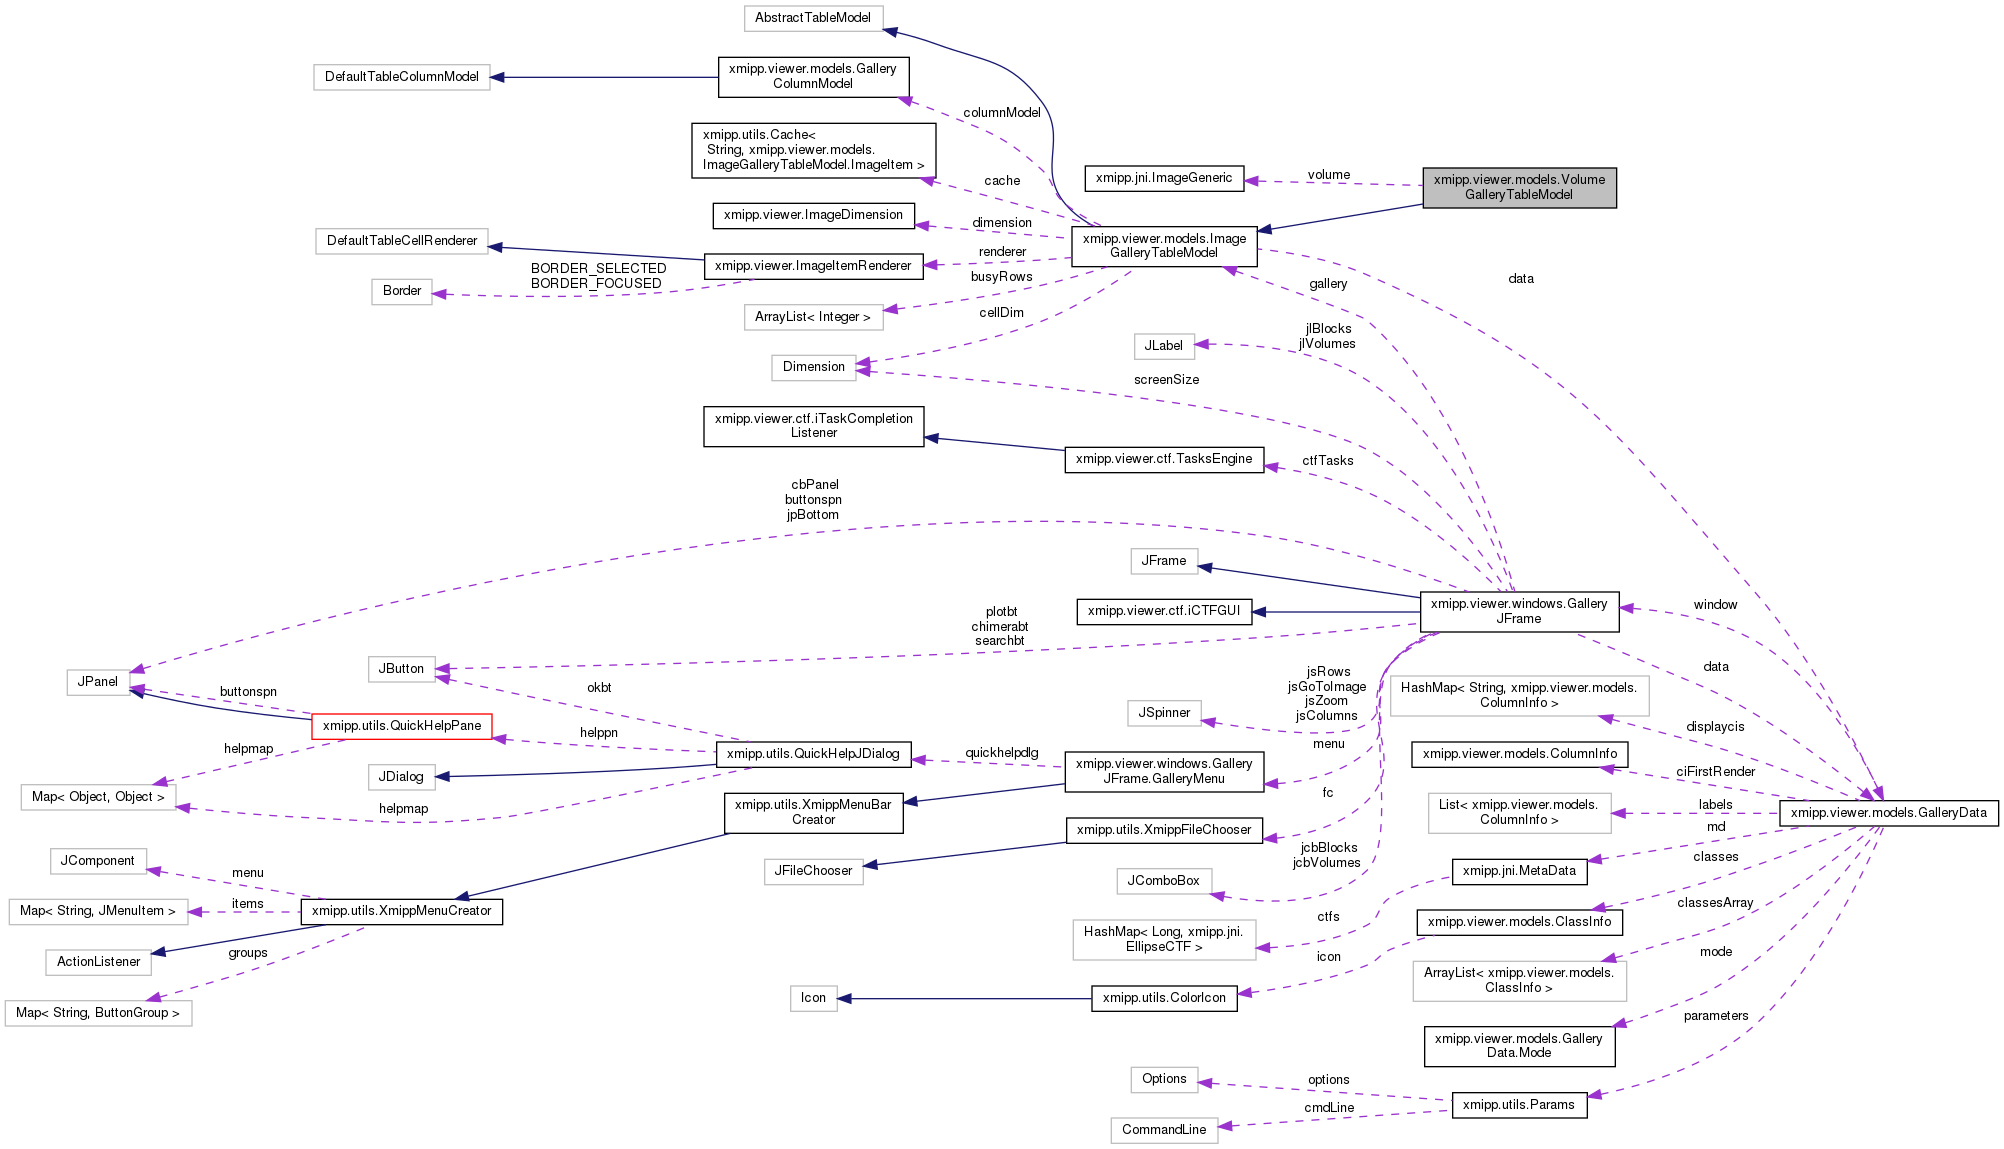 AbstractTableModel
DefaultTableColumnModel
xmipp.viewer.models.Gallery
ColumnModel
columnModel
xmipp.utils.Cache<
String, xmipp.viewer.models.
ImageGalleryTableModel.ImageItem >
cache
xmipp.jni.ImageGeneric
volume
xmipp.viewer.models.Volume
GalleryTableModel
xmipp.viewer.ImageDimension
dimension
xmipp.viewer.models.Image
GalleryTableModel
DefaultTableCellRenderer
xmipp.viewer.ImageItemRenderer
renderer
BORDER_SELECTED
BORDER_FOCUSED
Border
busyRows
gallery
data
ArrayList< Integer >
cellDim
jlBlocks
jlVolumes
JLabel
Dimension
screenSize
xmipp.viewer.ctf.iTaskCompletion
Listener
xmipp.viewer.ctf.TasksEngine
ctfTasks
cbPanel
buttonspn
jpBottom
JFrame
xmipp.viewer.ctf.iCTFGUI
xmipp.viewer.windows.Gallery
JFrame
window
plotbt
chimerabt
searchbt
JButton
JPanel
okbt
data
buttonspn
jsRows
jsGoToImage
jsZoom
jsColumns
HashMap< String, xmipp.viewer.models.
ColumnInfo >
JSpinner
displaycis
xmipp.utils.QuickHelpPane
helppn
helpmap
xmipp.utils.QuickHelpJDialog
quickhelpdlg
menu
xmipp.viewer.models.ColumnInfo
ciFirstRender
JDialog
xmipp.viewer.windows.Gallery
JFrame.GalleryMenu
Map< Object, Object >
helpmap
xmipp.utils.XmippMenuBar
Creator
fc
List< xmipp.viewer.models.
ColumnInfo >
labels
xmipp.viewer.models.GalleryData
xmipp.utils.XmippFileChooser
md
JComponent
menu
JFileChooser
jcbBlocks
jcbVolumes
JComboBox
xmipp.jni.MetaData
classes
Map< String, JMenuItem >
items
xmipp.utils.XmippMenuCreator
ctfs
xmipp.viewer.models.ClassInfo
classesArray
HashMap< Long, xmipp.jni.
EllipseCTF >
ActionListener
groups
icon
mode
ArrayList< xmipp.viewer.models.
ClassInfo >
Map< String, ButtonGroup >
Icon
xmipp.utils.ColorIcon
parameters
xmipp.viewer.models.Gallery
Data.Mode
Options
options
xmipp.utils.Params
cmdLine
CommandLine